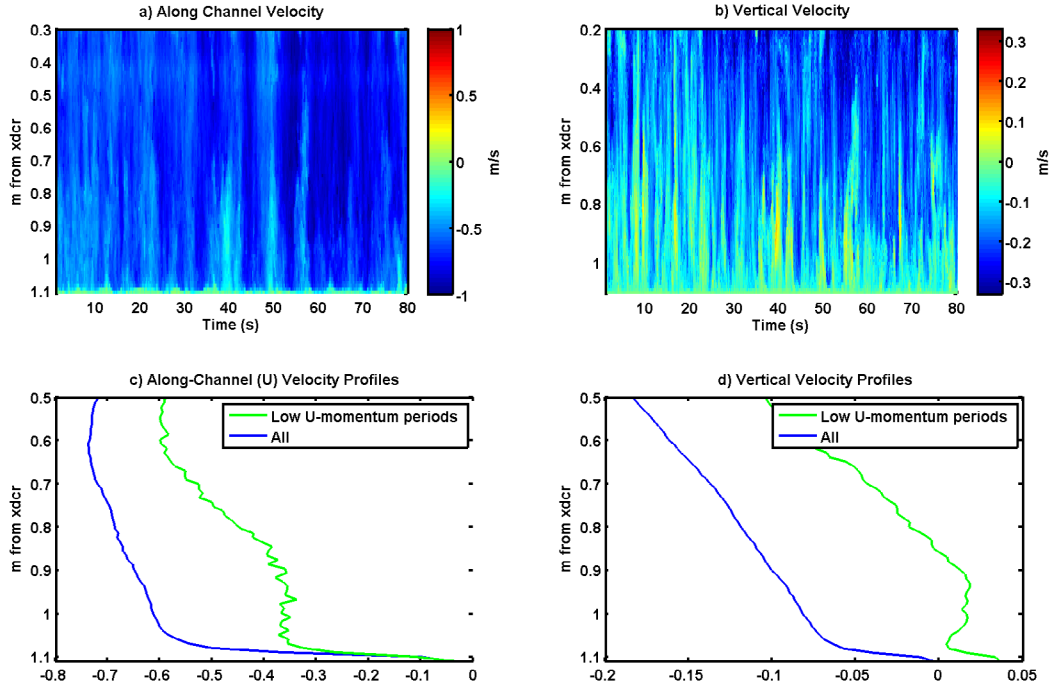 a) Along Channel Velocity
0.3
0.4
0.5
0.6
0.7
0.8
0.9
1
1.1
m from xdcr
10 20 30 40 50 60 70 80
Time (s)
1
0.5
0
-0.5
-1
m/s
b) Vertical Velocity
0.2
0.4
0.6
0.8
1
m from xdcr
10 20 30 40 50 60 70 80
Time (s)
0.3
0.2
0.1
0
-0.1
-0.2
-0.3
m/s
c) Along-Channel (U) Velocity Profiles
0.5
0.6
0.7
0.8
0.9
1
1.1
m from xdcr
-0.8 -0.7 -0.6 -0.5 -0.4 -0.3 -0.2 -0.1 0
Low U-momentum periods
All
d) Vertical Velocity Profiles
0.5
0.6
0.7
0.8
0.9
1
1.1
m from xdcr
-0.2 -0.15 -0.1 -0.05 0 0.05
Low U-momentum periods
All